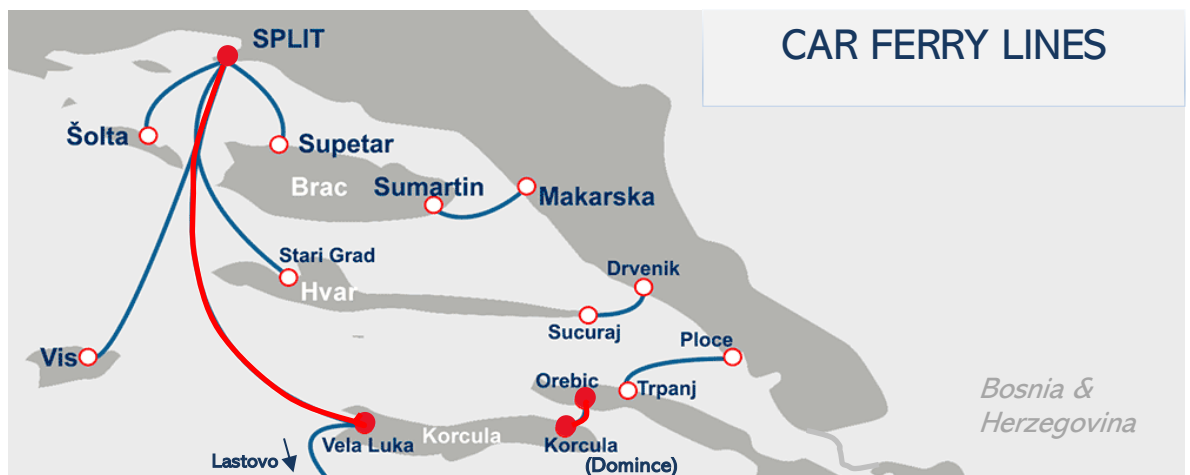 SPLIT
CAR FERRY LINES
Šolta
Supetar
Brac
Sumartin
Makarska
Stari Grad
Hvar
Drvenik
Sucuraj
Ploce
Vis
Orebic
Trpanj
Bosnia &
Herzegovina
Vela Luka
Korcula
Korcula
(Domince)
Lastovo